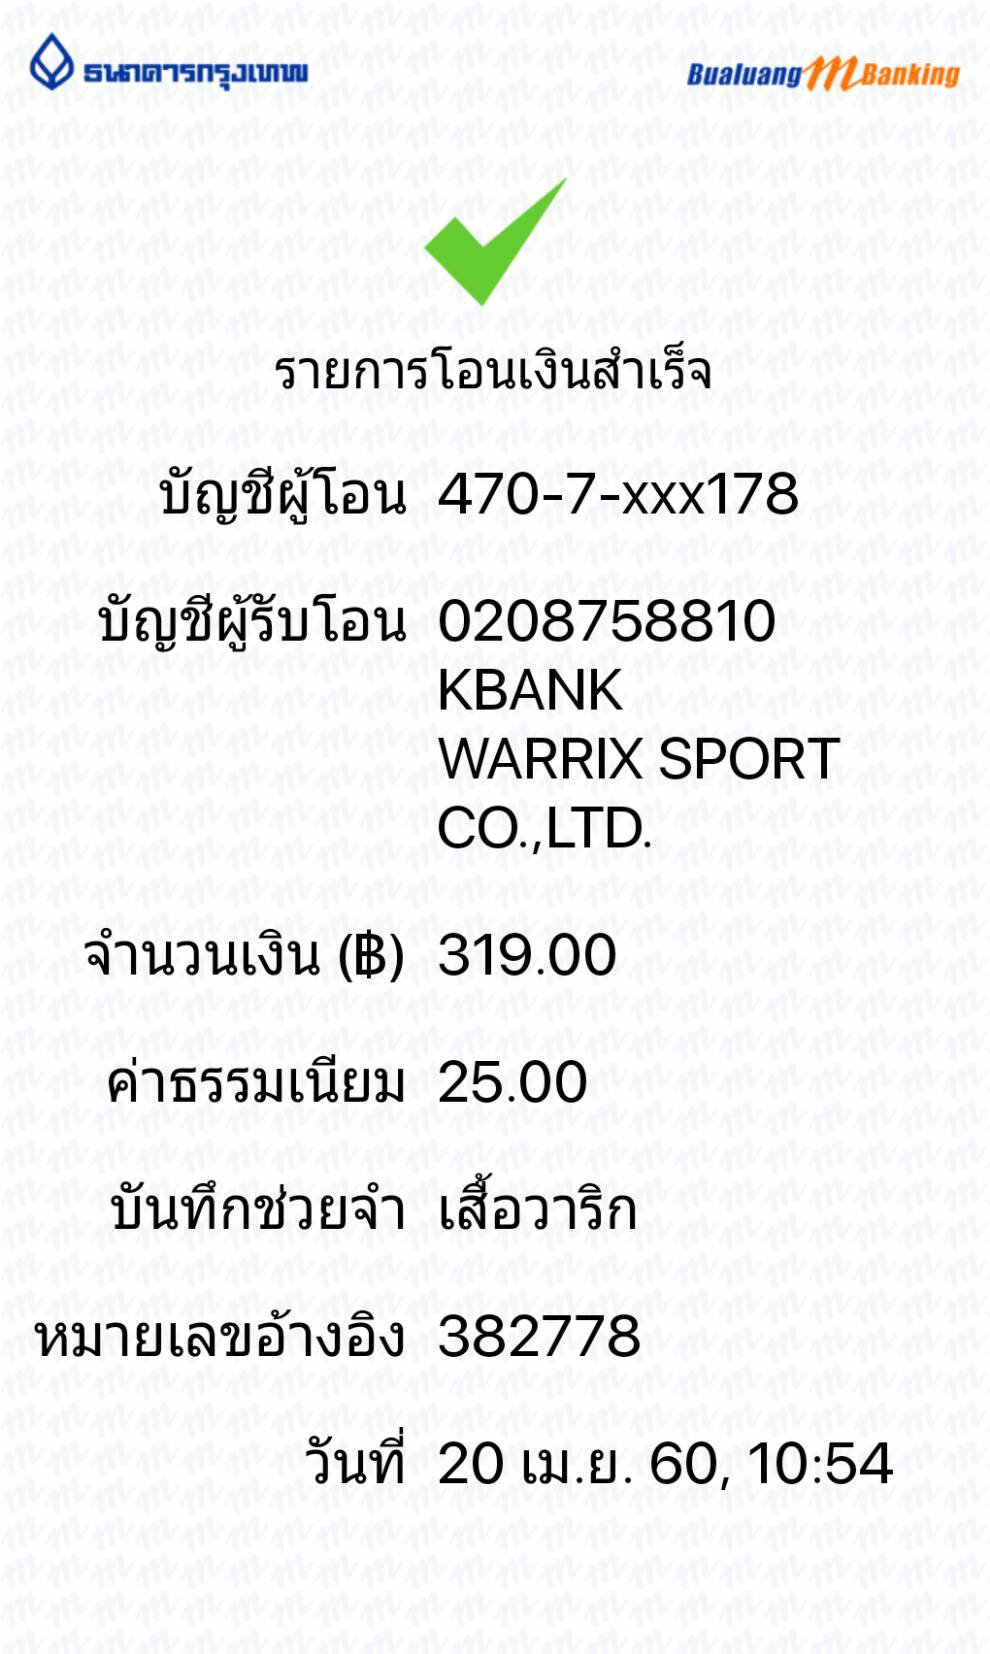 ธนาคารกรุงเทพ
Bualuang mBanking
รายการโอนเงินสำเร็จ
บัญชีผู้โอน 470-7-xxx178
บัญชีผู้รับโอน 0208758810
KBANK
WARRIX SPORT
CO.,LTD.
จำนวนเงิน (฿) 319.00
ค่าธรรมเนียม 25.00
บันทึกช่วยจำ เสื้อวาริก
หมายเลขอ้างอิง 382778
วันที่ 20 เม.ย. 60, 10:54